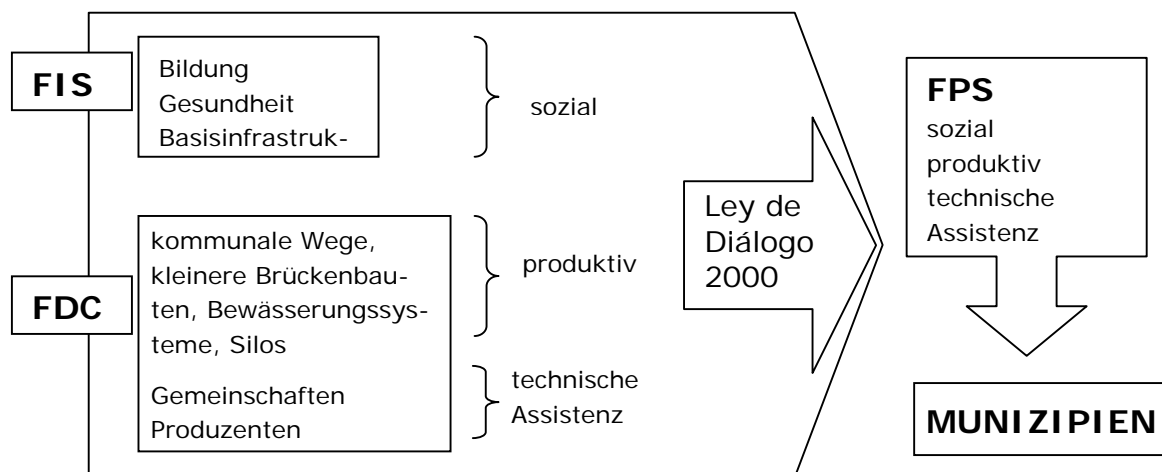 FIS
Bildung
Gesundheit
Basisinfrastruk-
sozial
FDC
kommunale Wege,
kleinere Brückenbau-
ten, Bewässerungssys-
teme, Silos
produktiv
Gemeinschaften
Produzenten
technische
Assistenz
Ley de
Diálogo
2000
FPS
sozial
produktiv
technische
Assistenz
MUNIZIPIEN